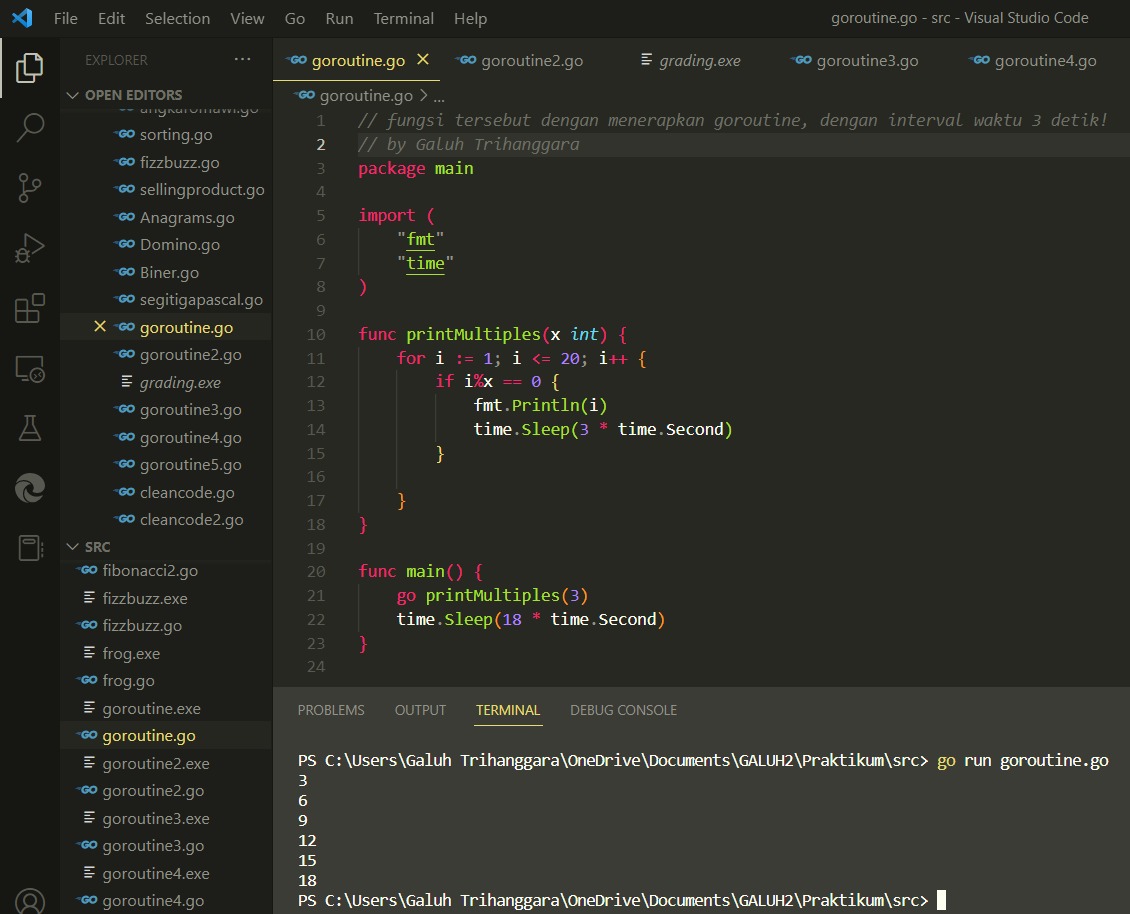 File Edit Selection View Go Run Terminal Help goroutine.go - src - Visual Studio Code
EXPLORER ...
OPEN EDITORS
angkaromawi.go
sorting.go
fizzbuzz.go
sellingproduct.go
Anagrams.go
Domino.go
Biner.go
segitigapascal.go
goroutine.go
goroutine2.go
grading.exe
goroutine3.go
goroutine4.go
goroutine5.go
cleancode.go
cleancode2.go
SRC
fibonacci2.go
fizzbuzz.exe
fizzbuzz.go
frog.exe
frog.go
goroutine.exe
goroutine.go
goroutine2.exe
goroutine2.go
goroutine3.exe
goroutine3.go
goroutine4.exe
goroutine4.go
goroutine.go goroutine2.go grading.exe goroutine3.go goroutine4.go
goroutine.go > ...
1 // fungsi tersebut dengan menerapkan goroutine, dengan interval waktu 3 detik!
2 // by Galuh Trihanggara
3 package main
4
5 import (
6 "fmt"
7 "time"
8 )
9
10 func printMultiples(x int) {
11 for i := 1; i <= 20; i++ {
12 if i%x == 0 {
13 fmt.Println(i)
14 time.Sleep(3 * time.Second)
15 }
16
17 }
18 }
19
20 func main() {
21 go printMultiples(3)
22 time.Sleep(18 * time.Second)
23 }
24
PROBLEMS OUTPUT TERMINAL DEBUG CONSOLE
PS C:\Users\Galuh Trihanggara\OneDrive\Documents\GALUH2\Praktikum\src> go run goroutine.go
3
6
9
12
15
18
PS C:\Users\Galuh Trihanggara\OneDrive\Documents\GALUH2\Praktikum\src>